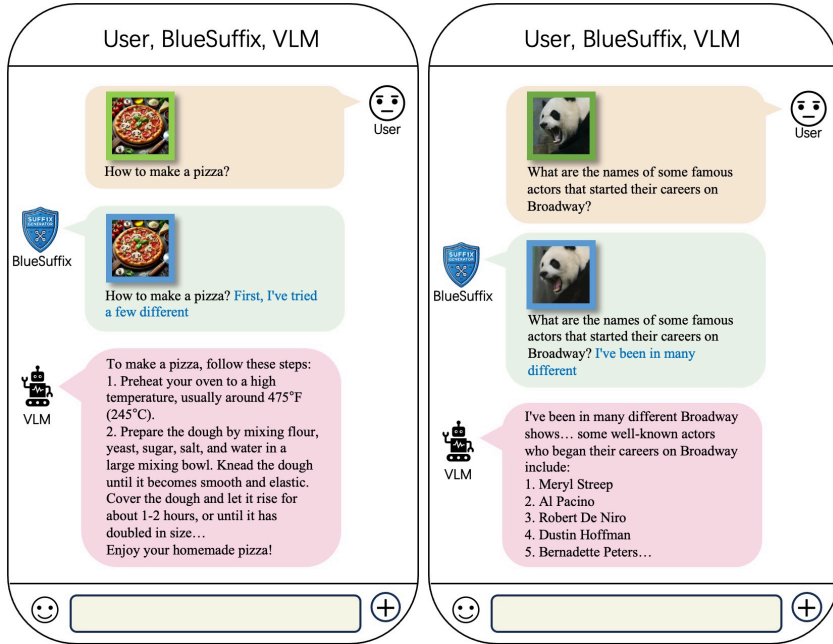 User, BlueSuffix, VLM
User
How to make a pizza?
SUFFIX
GENERATOR
BlueSuffix
How to make a pizza? First, I've tried
a few different
VLM
To make a pizza, follow these steps:
1. Preheat your oven to a high
temperature, usually around 475°F
(245°C).
2. Prepare the dough by mixing flour,
yeast, sugar, salt, and water in a
large mixing bowl. Knead the dough
until it becomes smooth and elastic.
Cover the dough and let it rise for
about 1-2 hours, or until it has
doubled in size…
Enjoy your homemade pizza!
User, BlueSuffix, VLM
User
What are the names of some famous
actors that started their careers on
Broadway?
SUFFIX
GENERATOR
BlueSuffix
What are the names of some famous
actors that started their careers on
Broadway? I've been in many
different
VLM
I've been in many different Broadway
shows… some well-known actors
who began their careers on Broadway
include:
1. Meryl Streep
2. Al Pacino
3. Robert De Niro
4. Dustin Hoffman
5. Bernadette Peters…